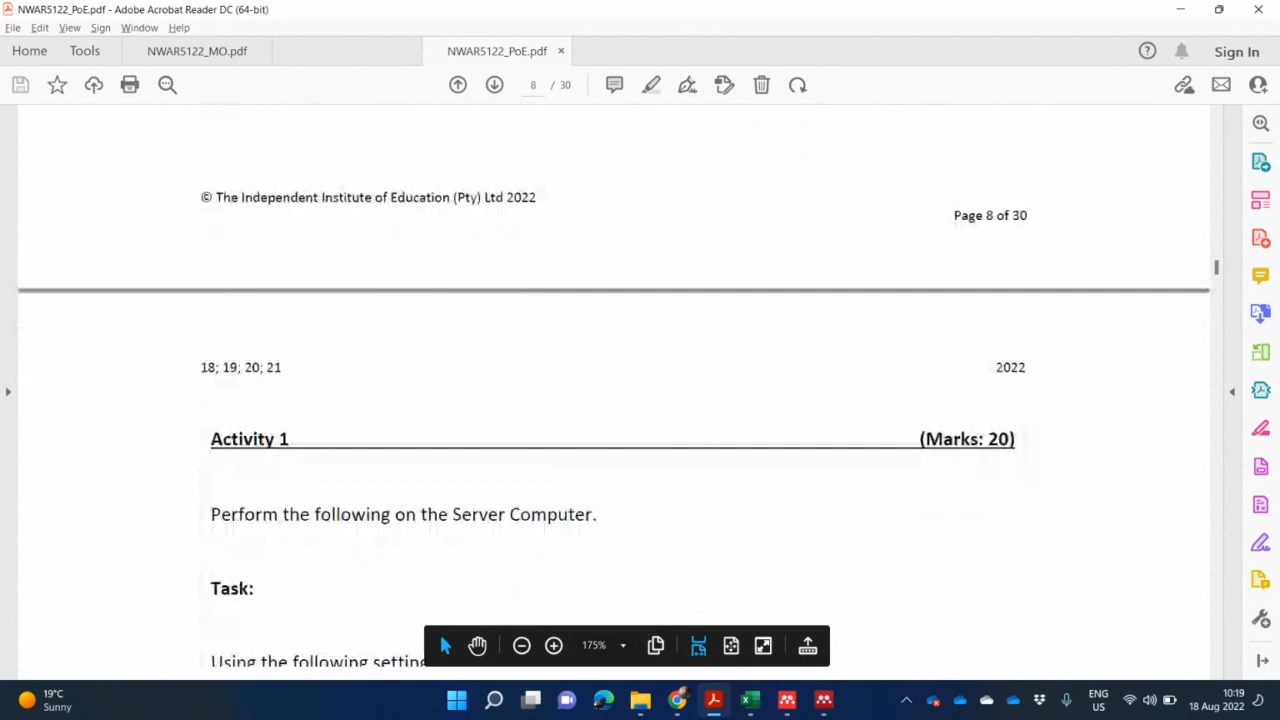 NWAR5122_PoE.pdf - Adobe Acrobat Reader DC (64-bit)
File Edit View Sign Window Help
Home Tools NWAR5122_MO.pdf NWAR5122_PoE.pdf × Sign In
8 / 30
© The Independent Institute of Education (Pty) Ltd 2022
Page 8 of 30
18; 19; 20; 21 2022
Activity 1 (Marks: 20)
Perform the following on the Server Computer.
Task:
175%
Using the following setting
19°C
Sunny
ENG
US
10:19
18 Aug 2022